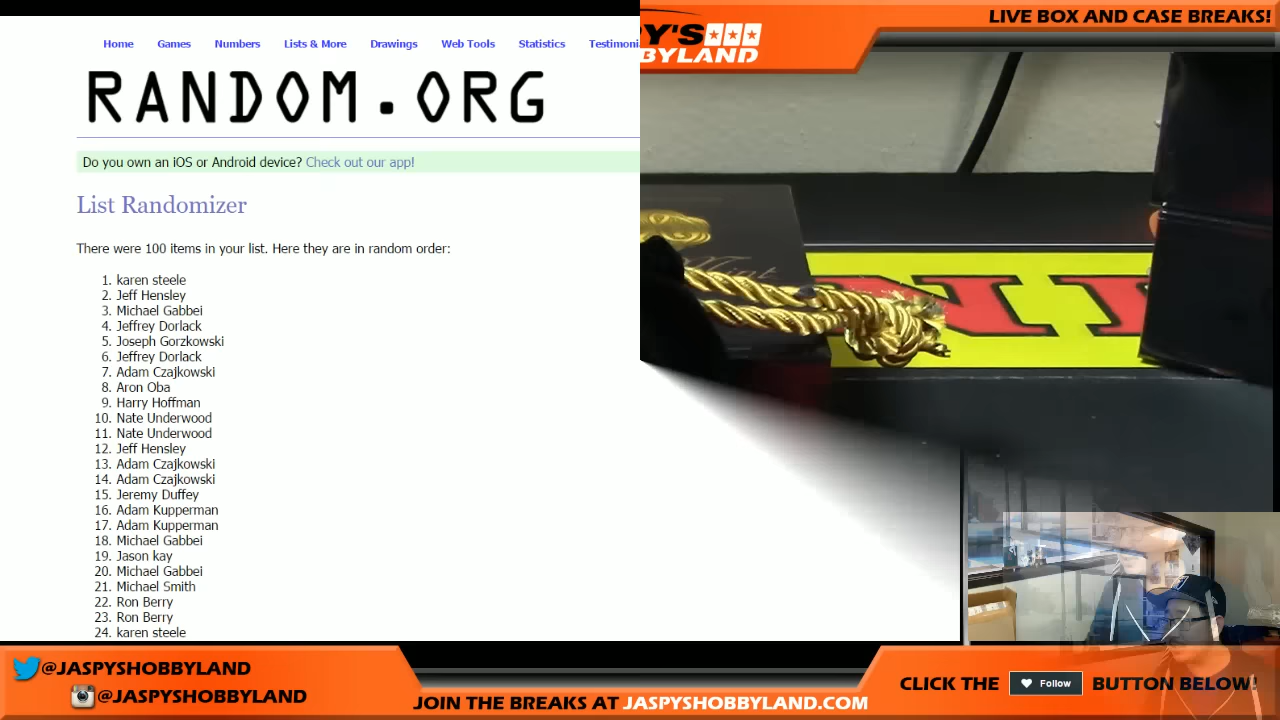 LIVE BOX AND CASE BREAKS!
Y'S
BYLAND
Home Games Numbers Lists & More Drawings Web Tools Statistics
RANDOM.ORG
Do you own an iOS or Android device? Check out our app!
List Randomizer
There were 100 items in your list. Here they are in random order:
1. karen steele
2. Jeff Hensley
3. Michael Gabbei
4. Jeffrey Dorlack
5. Joseph Gorzkowski
6. Jeffrey Dorlack
7. Adam Czajkowski
8. Aron Oba
9. Harry Hoffman
10. Nate Underwood
11. Nate Underwood
12. Jeff Hensley
13. Adam Czajkowski
14. Adam Czajkowski
15. Jeremy Duffey
16. Adam Kupperman
17. Adam Kupperman
18. Michael Gabbei
19. Jason kay
20. Michael Gabbei
21. Michael Smith
22. Ron Berry
23. Ron Berry
24. karen steele
Mint
@JASPYSHOBBYLAND
@JASPYSHOBBYLAND
JOIN THE BREAKS AT JASPYSHOBBYLAND.COM
CLICK THE Follow BUTTON BELOW!